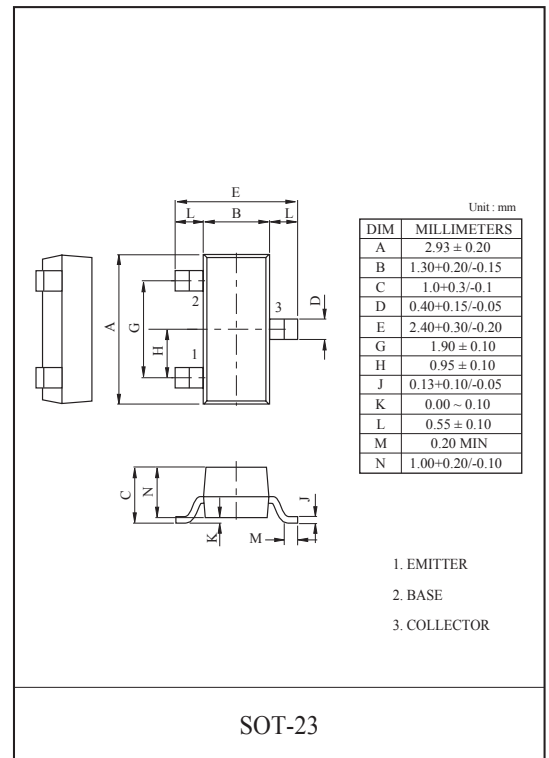 E
L B L
Unit : mm
DIM MILLIMETERS
A 2.93 ± 0.20
B 1.30+0.20/-0.15
C 1.0+0.3/-0.1
D 0.40+0.15/-0.05
E 2.40+0.30/-0.20
G 1.90 ± 0.10
H 0.95 ± 0.10
J 0.13+0.10/-0.05
K 0.00 ~ 0.10
L 0.55 ± 0.10
M 0.20 MIN
N 1.00+0.20/-0.10
2
3
D
A
G
H
1
C
N
K
M
J
1. EMITTER
2. BASE
3. COLLECTOR
SOT-23